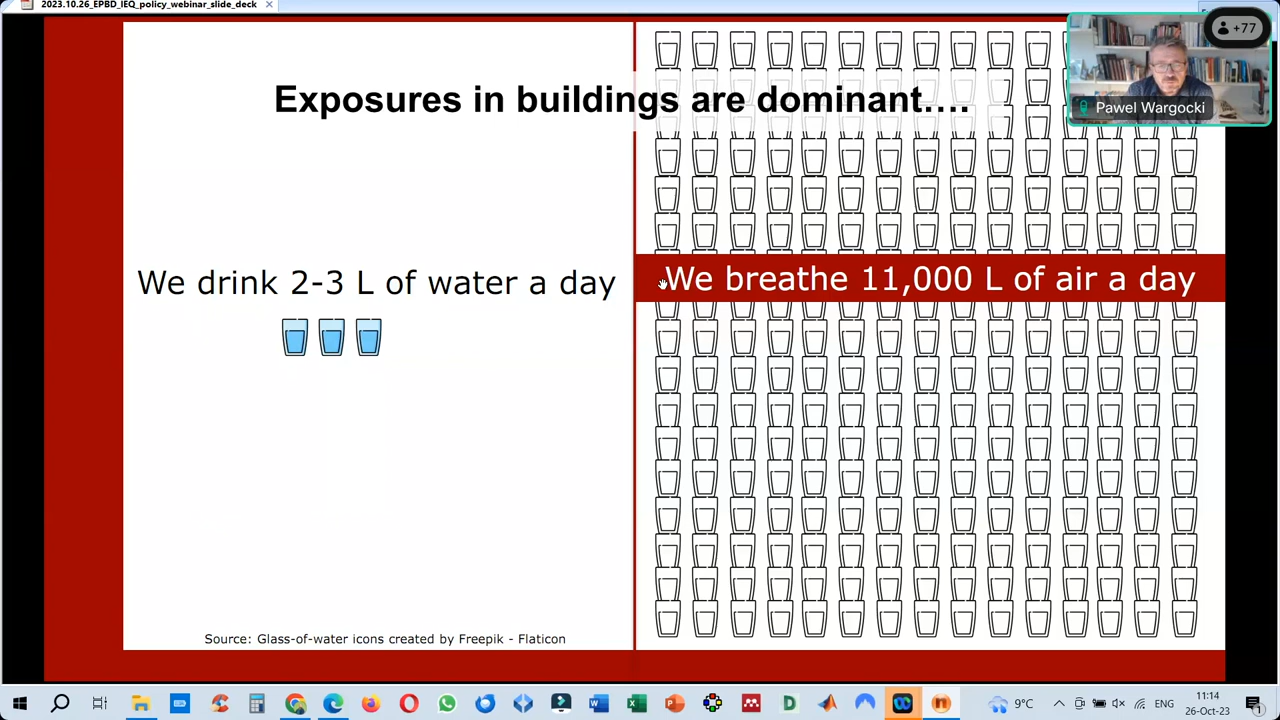 2023.10.26_EPBD_IEQ_policy_webinar_slide_deck
+77
Pawel Wargocki
Exposures in buildings are dominant….
We drink 2-3 L of water a day
We breathe 11,000 L of air a day
Source: Glass-of-water icons created by Freepik - Flaticon
9°C
ENG
11:14
26-Oct-23
1